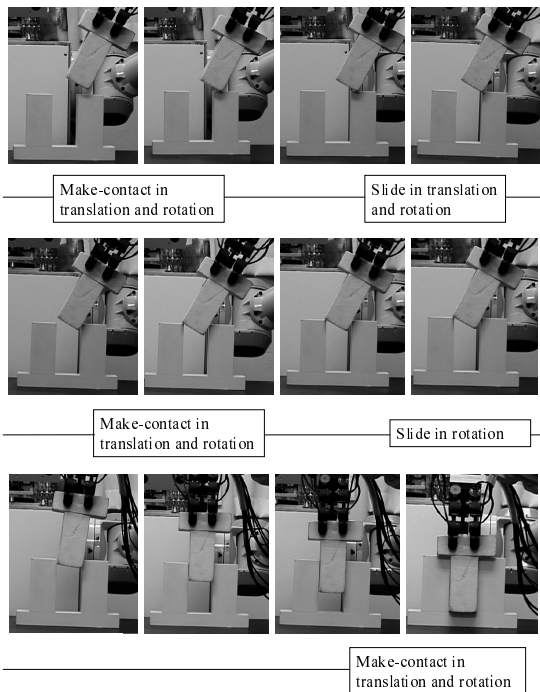 Make-contact in
translation and rotation
Slide in translation
and rotation
Make-contact in
translation and rotation
Slide in rotation
Make-contact in
translation and rotation